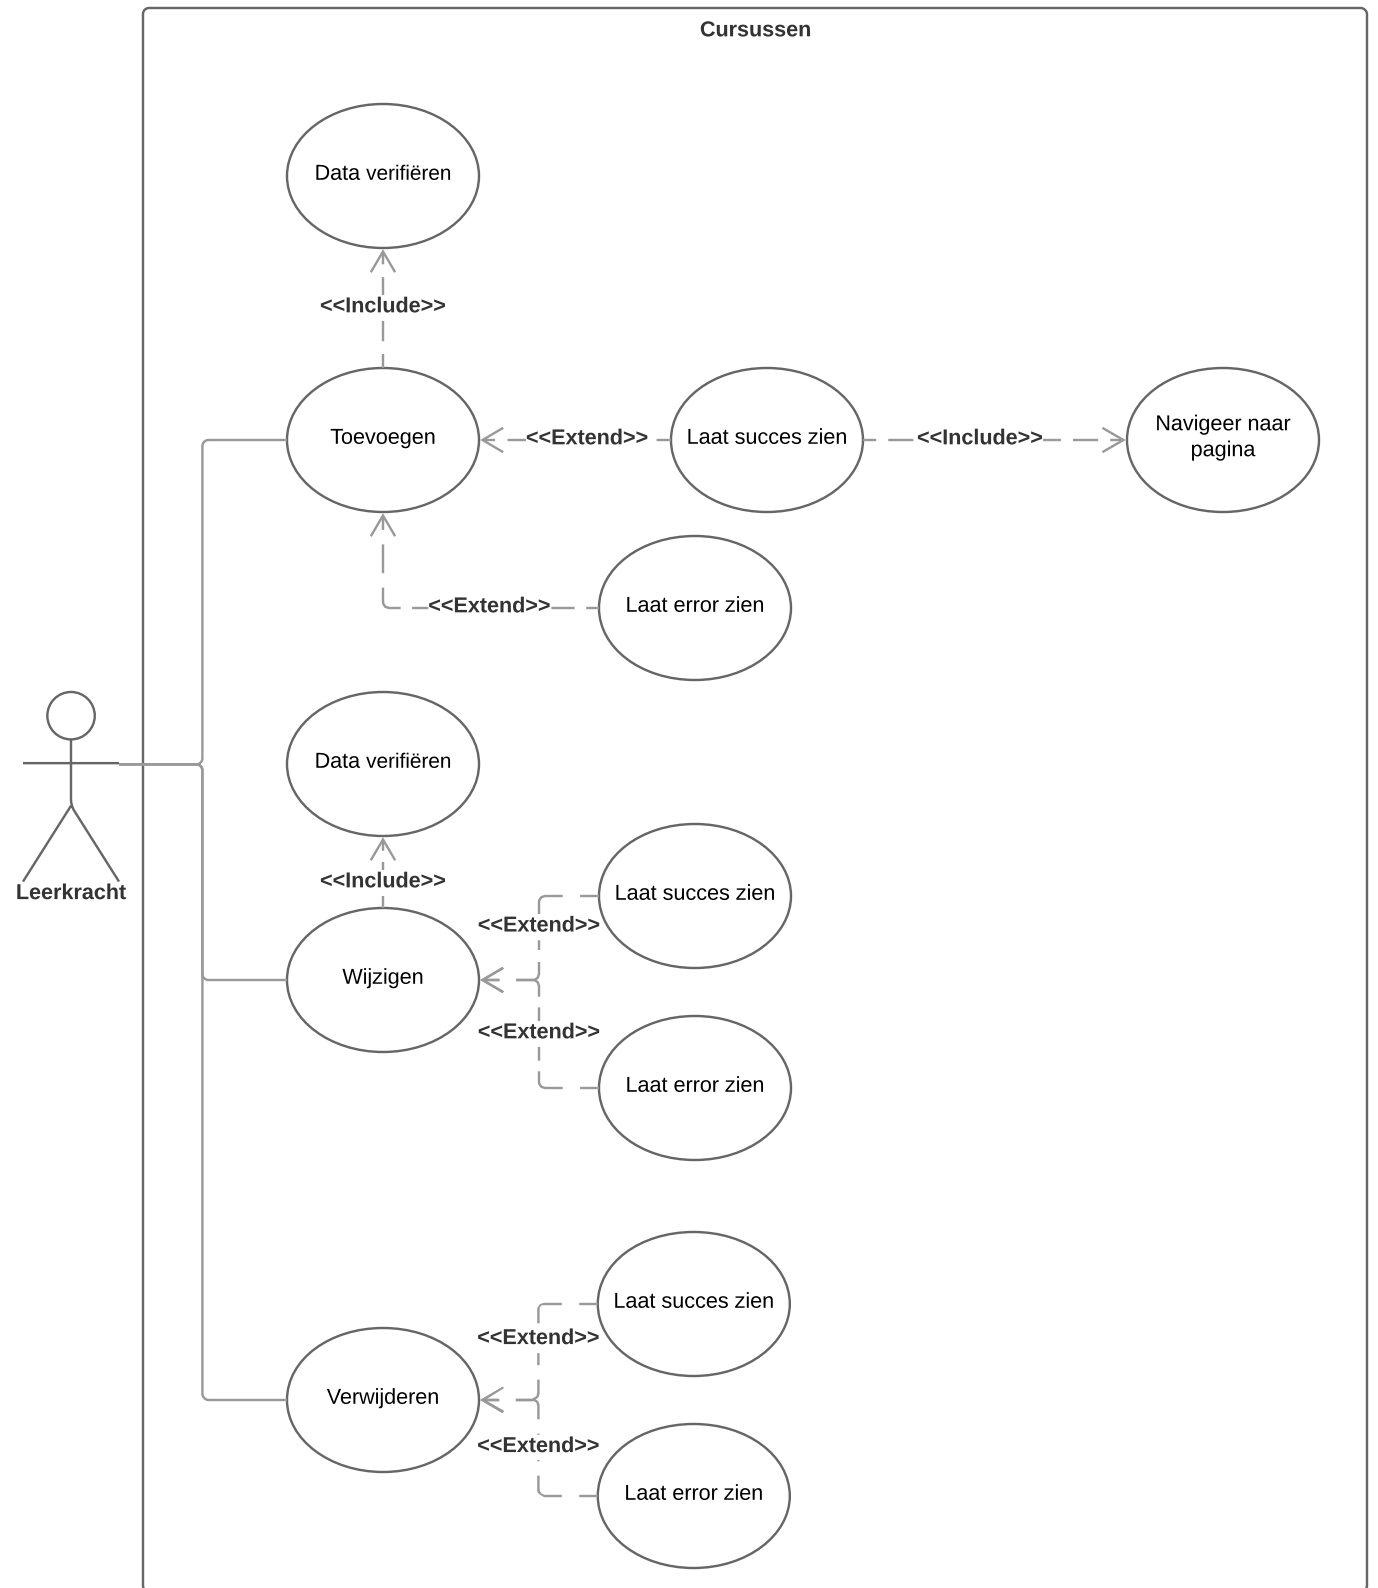 Cursussen
Data verifiëren
<<Include>>
Toevoegen
<<Extend>>
Laat succes zien
<<Include>>
Navigeer naar
pagina
<<Extend>>
Laat error zien
Leerkracht
Data verifiëren
<<Include>>
Laat succes zien
<<Extend>>
Wijzigen
<<Extend>>
Laat error zien
Laat succes zien
<<Extend>>
Verwijderen
<<Extend>>
Laat error zien